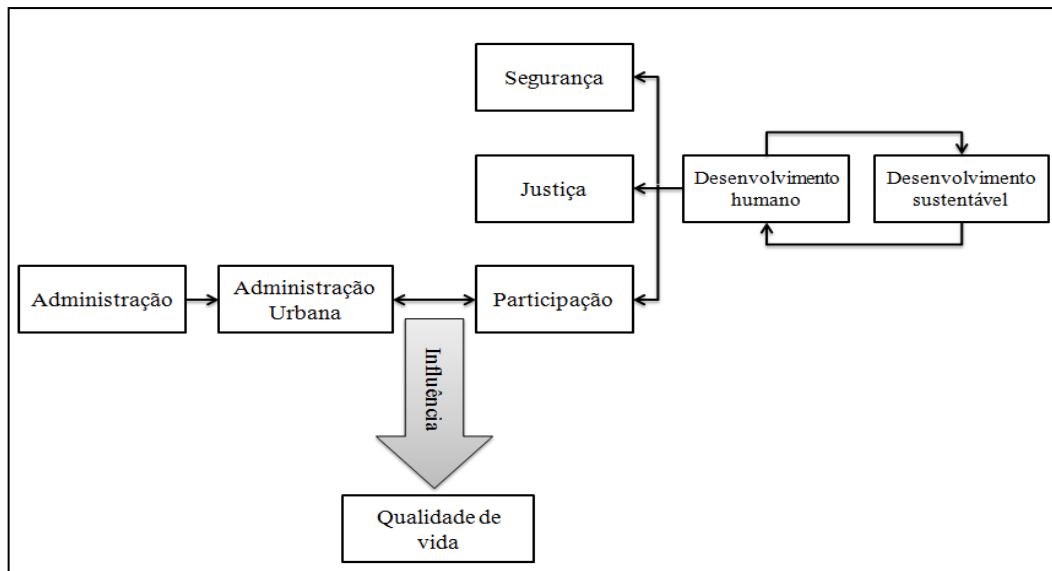 Segurança
Justiça
Desenvolvimento
humano
Desenvolvimento
sustentável
Administração
Administração
Urbana
Participação
Influência
Qualidade de
vida